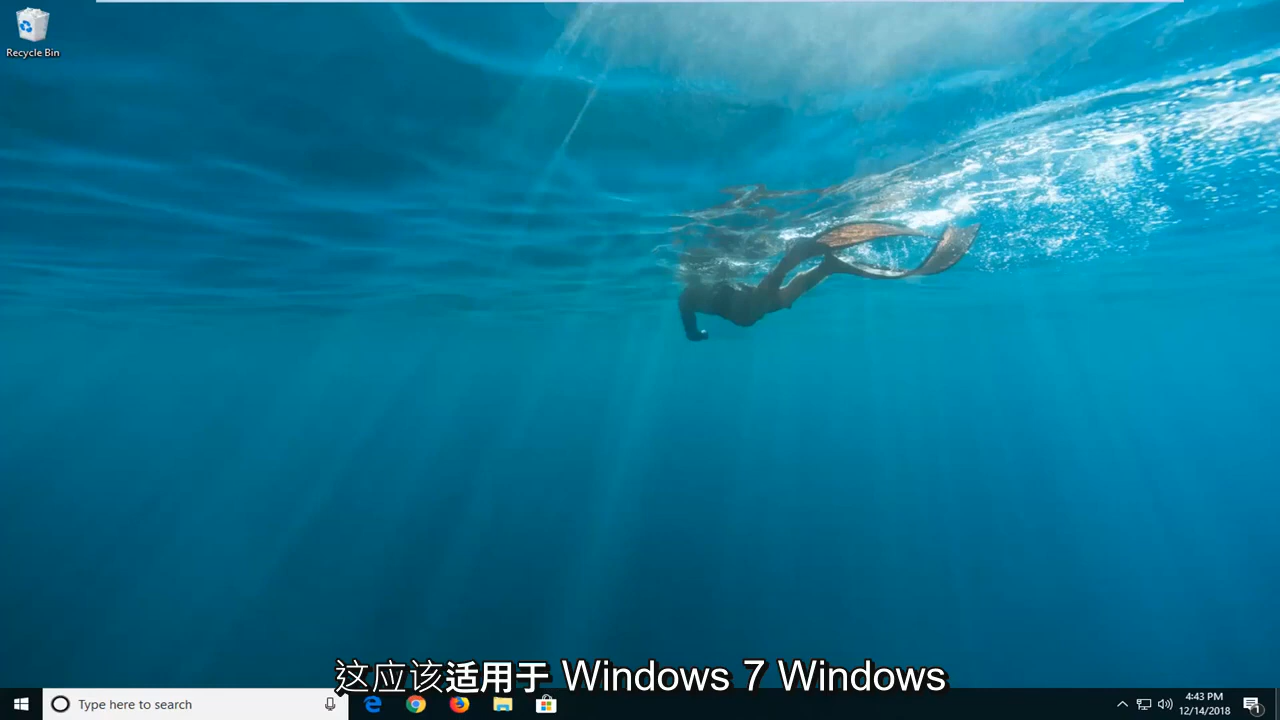 Recycle Bin
这应该适用于 Windows 7 Windows
Type here to search
4:43 PM
12/14/2018
1